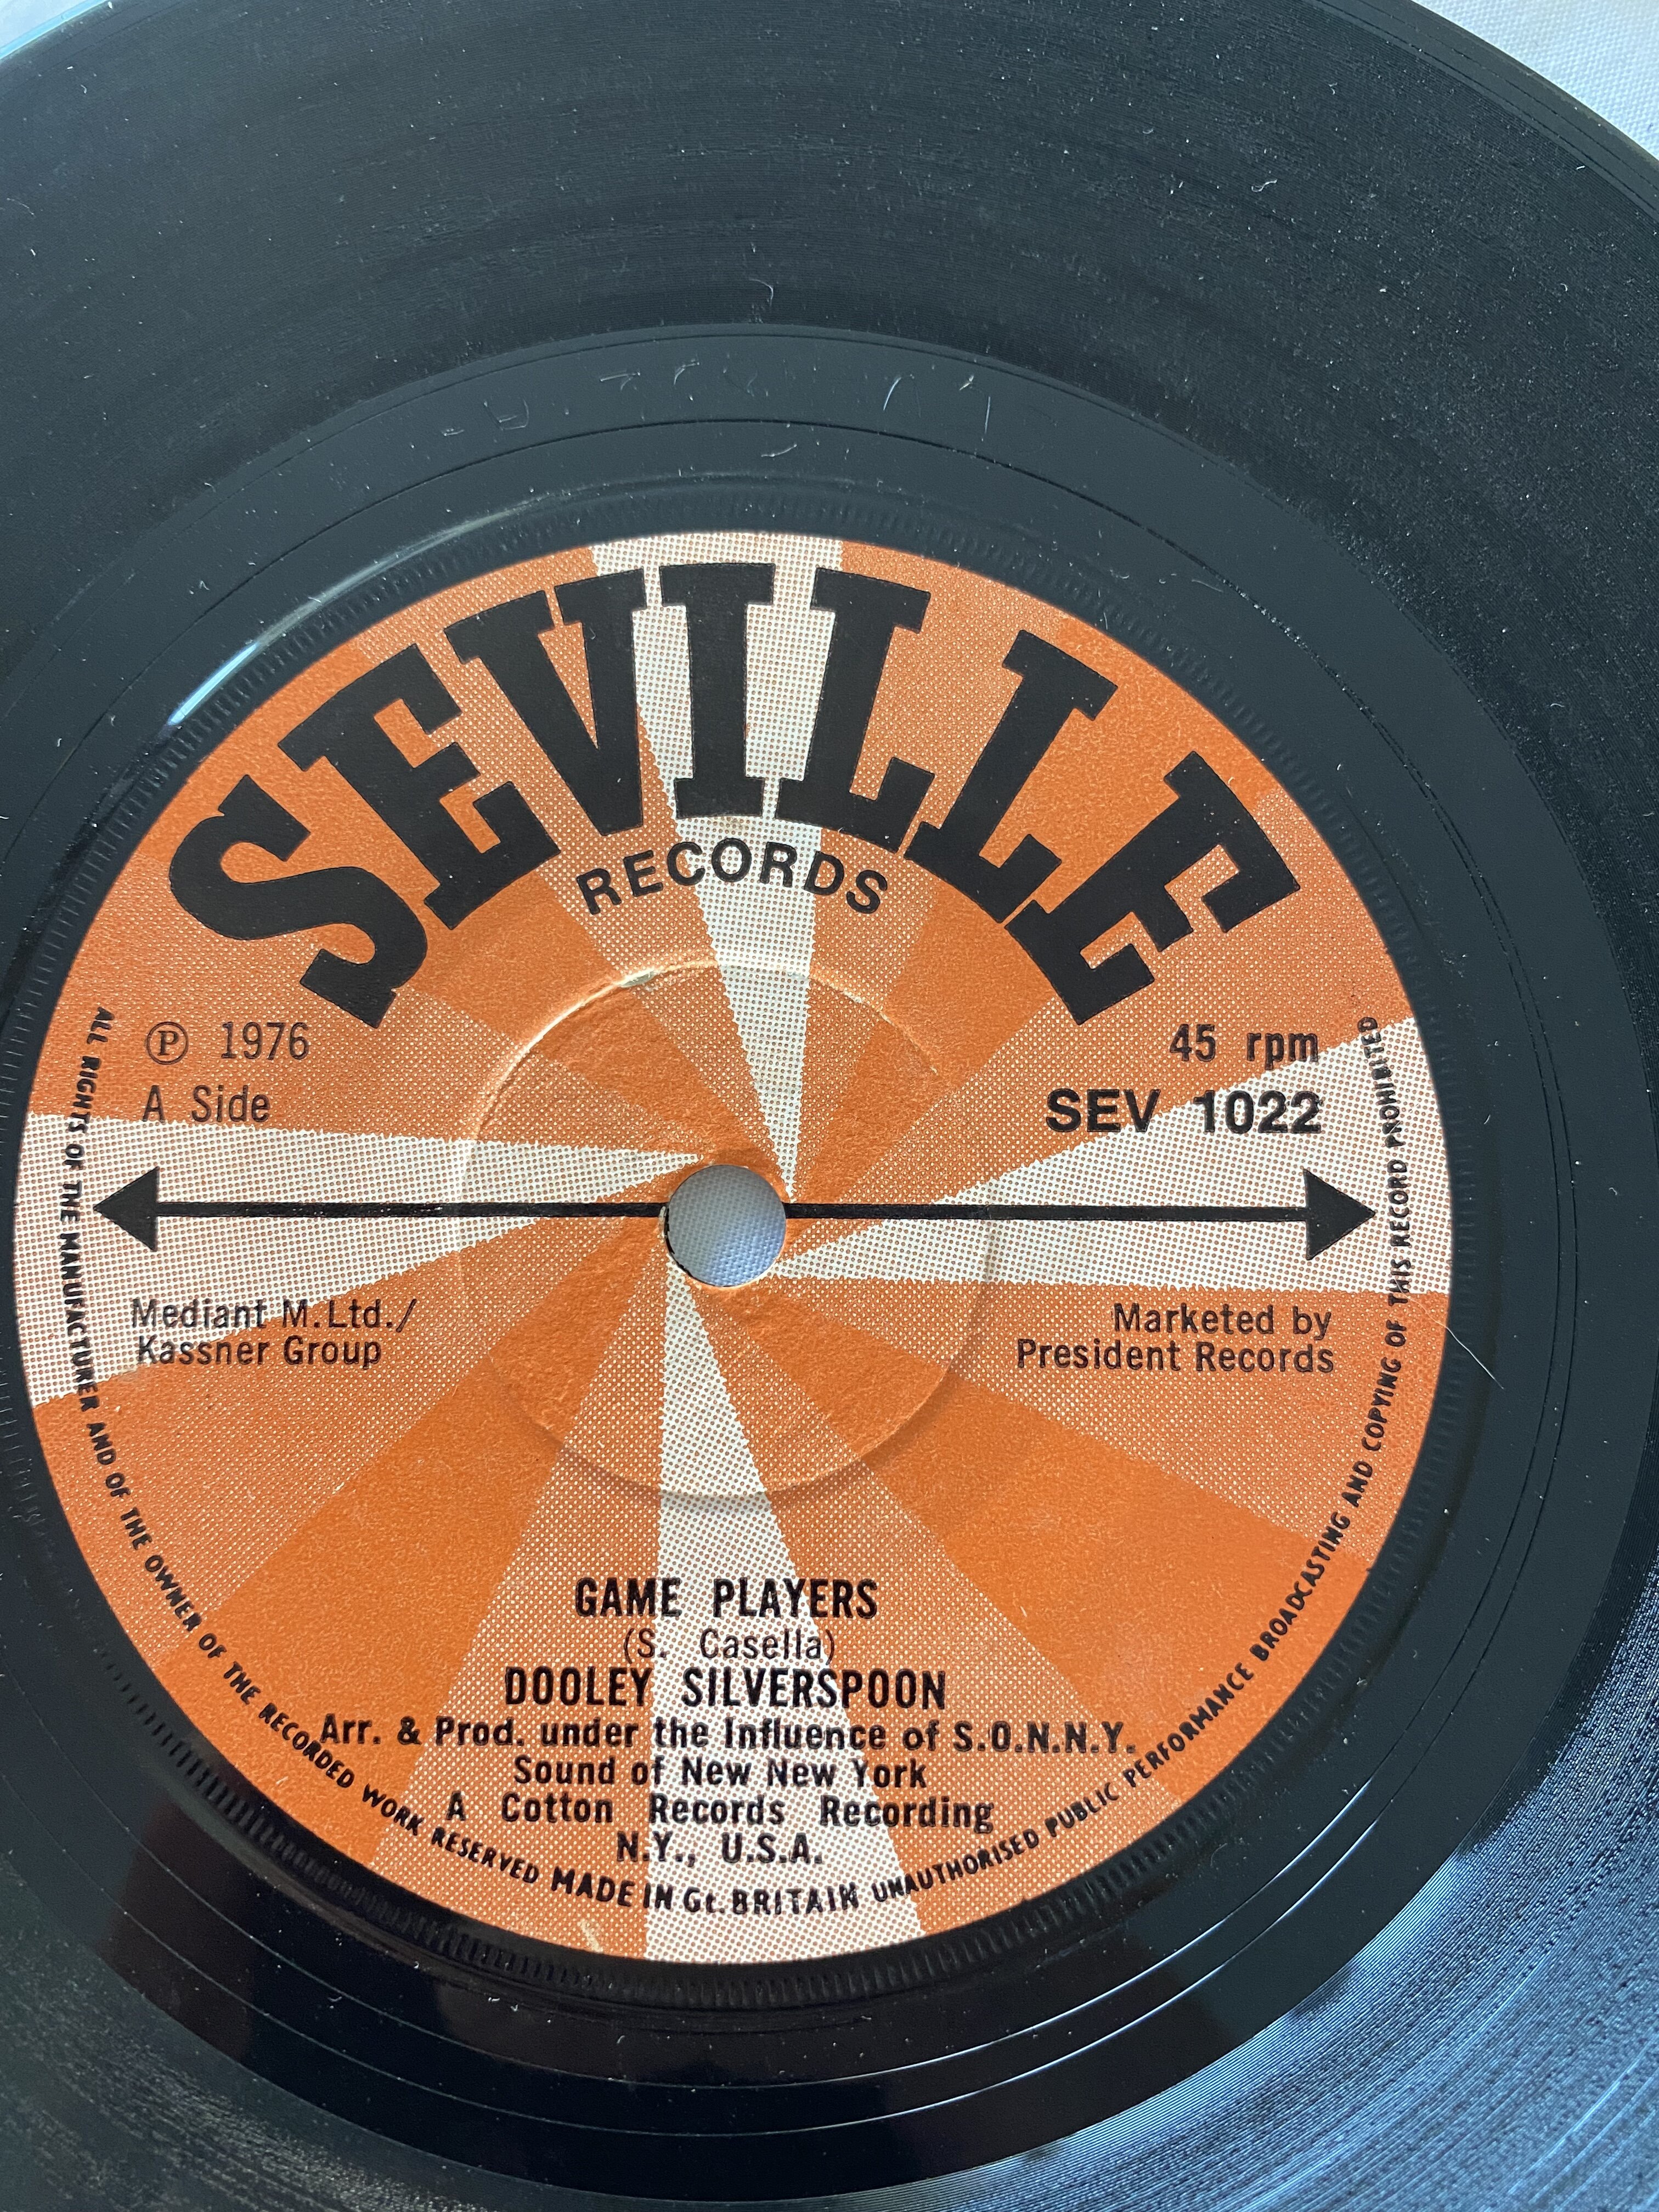 SEVILLE
RECORDS
Ⓟ 1976
A Side
45 rpm
SEV 1022
Mediant M.Ltd./
Kassner Group
Marketed by
President Records
GAME PLAYERS
(S. Casella)
DOOLEY SILVERSPOON
Arr. & Prod. under the Influence of S.O.N.N.Y.
Sound of New New York
A Cotton Records Recording
N.Y., U.S.A.
ALL RIGHTS OF THE MANUFACTURER AND OF THE OWNER OF THE RECORDED WORK RESERVED MADE IN Gt. BRITAIN UNAUTHORISED PUBLIC PERFORMANCE BROADCASTING AND COPYING OF THIS RECORD PROHIBITED